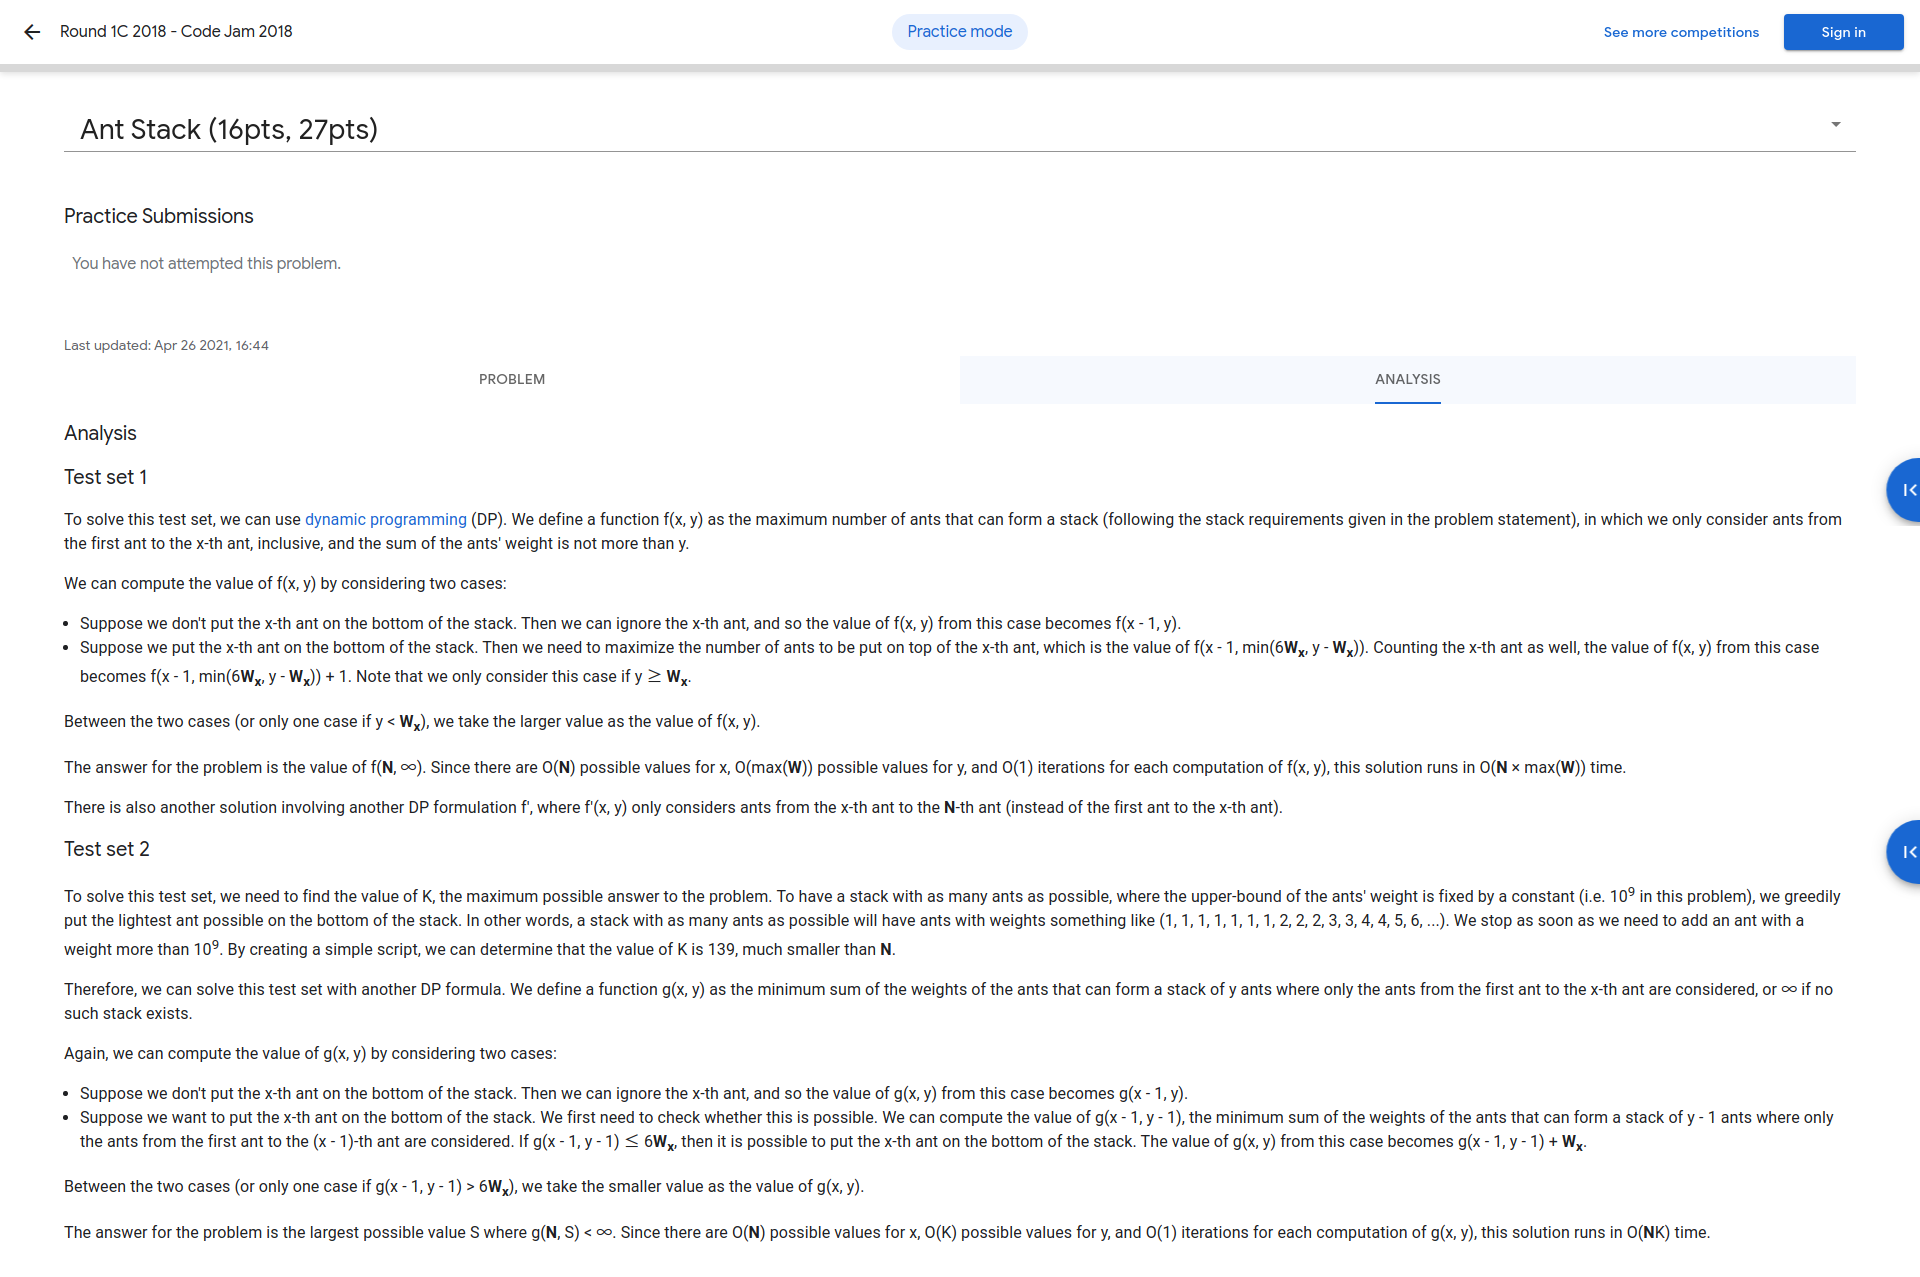 Round 1C 2018 - Code Jam 2018
Practice mode
See more competitions
Sign in
Ant Stack (16pts, 27pts)
Practice Submissions
You have not attempted this problem.
Last updated: Apr 26 2021, 16:44
PROBLEM
ANALYSIS
Analysis
Test set 1
To solve this test set, we can use dynamic programming (DP). We define a function f(x, y) as the maximum number of ants that can form a stack (following the stack requirements given in the problem statement), in which we only consider ants from
the first ant to the x-th ant, inclusive, and the sum of the ants' weight is not more than y.
We can compute the value of f(x, y) by considering two cases:
• Suppose we don't put the x-th ant on the bottom of the stack. Then we can ignore the x-th ant, and so the value of f(x, y) from this case becomes f(x - 1, y).
• Suppose we put the x-th ant on the bottom of the stack. Then we need to maximize the number of ants to be put on top of the x-th ant, which is the value of f(x - 1, min(6Wx, y - Wx)). Counting the x-th ant as well, the value of f(x, y) from this case
becomes f(x - 1, min(6Wx, y - Wx)) + 1. Note that we only consider this case if y ≥ Wx.
Between the two cases (or only one case if y < Wx), we take the larger value as the value of f(x, y).
The answer for the problem is the value of f(N, ∞). Since there are O(N) possible values for x, O(max(W)) possible values for y, and O(1) iterations for each computation of f(x, y), this solution runs in O(N × max(W)) time.
There is also another solution involving another DP formulation f', where f'(x, y) only considers ants from the x-th ant to the N-th ant (instead of the first ant to the x-th ant).
Test set 2
To solve this test set, we need to find the value of K, the maximum possible answer to the problem. To have a stack with as many ants as possible, where the upper-bound of the ants' weight is fixed by a constant (i.e. 10⁹ in this problem), we greedily
put the lightest ant possible on the bottom of the stack. In other words, a stack with as many ants as possible will have ants with weights something like (1, 1, 1, 1, 1, 1, 1, 2, 2, 2, 3, 3, 4, 4, 5, 6, ...). We stop as soon as we need to add an ant with a
weight more than 10⁹. By creating a simple script, we can determine that the value of K is 139, much smaller than N.
Therefore, we can solve this test set with another DP formula. We define a function g(x, y) as the minimum sum of the weights of the ants that can form a stack of y ants where only the ants from the first ant to the x-th ant are considered, or ∞ if no
such stack exists.
Again, we can compute the value of g(x, y) by considering two cases:
• Suppose we don't put the x-th ant on the bottom of the stack. Then we can ignore the x-th ant, and so the value of g(x, y) from this case becomes g(x - 1, y).
• Suppose we want to put the x-th ant on the bottom of the stack. We first need to check whether this is possible. We can compute the value of g(x - 1, y - 1), the minimum sum of the weights of the ants that can form a stack of y - 1 ants where only
the ants from the first ant to the (x - 1)-th ant are considered. If g(x - 1, y - 1) ≤ 6Wx, then it is possible to put the x-th ant on the bottom of the stack. The value of g(x, y) from this case becomes g(x - 1, y - 1) + Wx.
Between the two cases (or only one case if g(x - 1, y - 1) > 6Wx), we take the smaller value as the value of g(x, y).
The answer for the problem is the largest possible value S where g(N, S) < ∞. Since there are O(N) possible values for x, O(K) possible values for y, and O(1) iterations for each computation of g(x, y), this solution runs in O(NK) time.